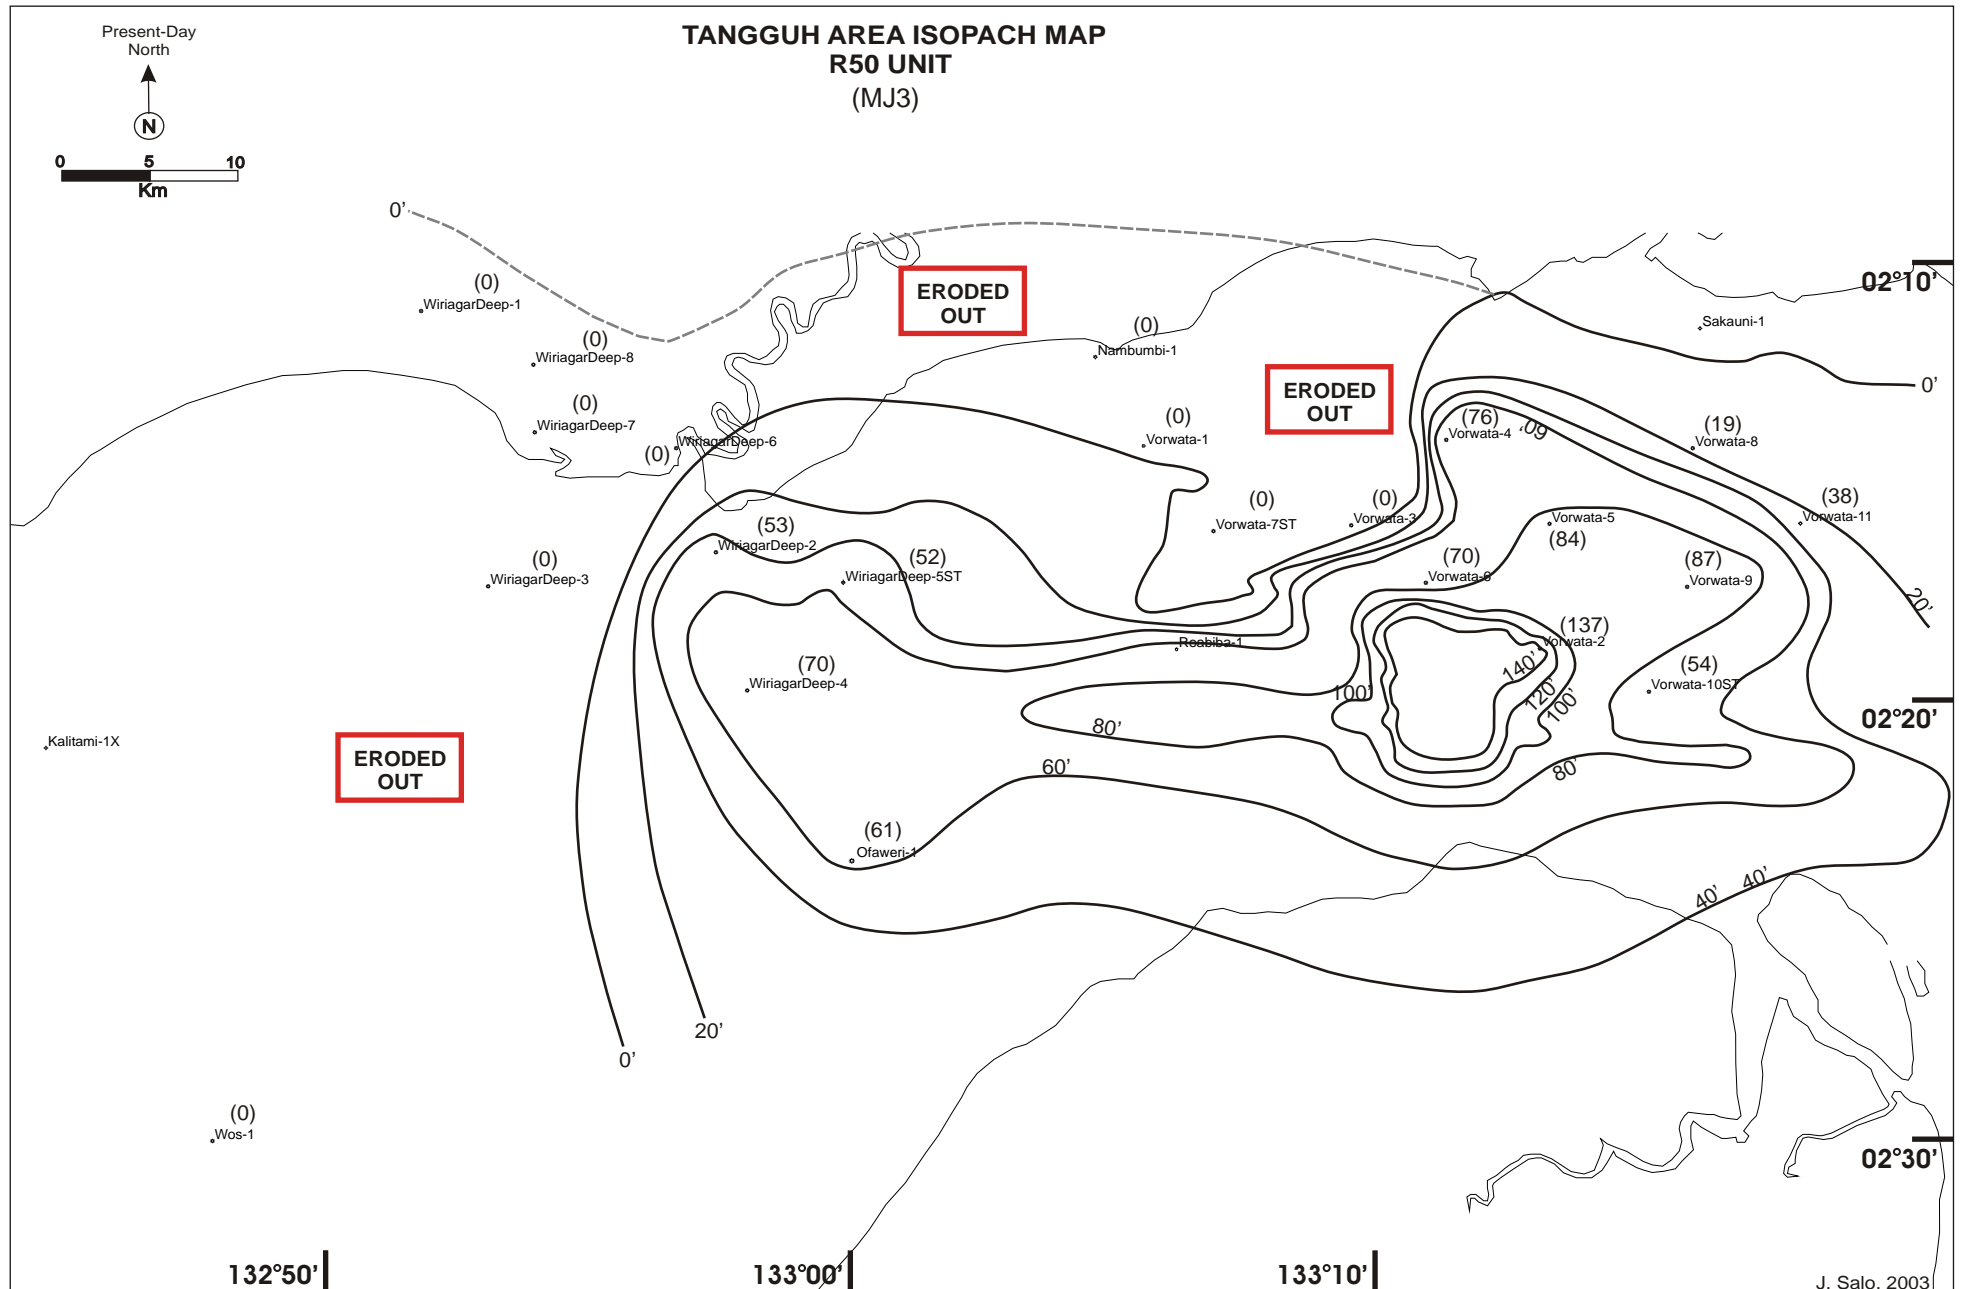 TANGGUH AREA ISOPACH MAP
R50 UNIT
(MJ3)
Present-Day
North
N
0 5 10
Km
0'
(0)
WiriagarDeep-1
(0)
WiriagarDeep-8
(0)
WiriagarDeep-7
(0)
WiriagarDeep-6
ERODED
OUT
(0)
Nambumbi-1
ERODED
OUT
Sakauni-1
02°10'
0'
(0)
Vorwata-1
(76)
Vorwata-4
60'
(19)
Vorwata-8
(0)
Vorwata-7ST
(0)
Vorwata-3
(38)
Vorwata-11
Vorwata-5
(84)
(53)
WiriagarDeep-2
(52)
WiriagarDeep-5ST
(0)
WiriagarDeep-3
(70)
Vorwata-6
(87)
Vorwata-9
20'
Roabiba-1
(137)
Vorwata-2
(70)
WiriagarDeep-4
(54)
Vorwata-10ST
140'
120'
100'
100'
80'
80'
02°20'
Kalitami-1X
ERODED
OUT
60'
(61)
Ofaweri-1
40'
40'
20'
0'
(0)
Wos-1
02°30'
132°50'
133°00'
133°10'
J. Salo, 2003